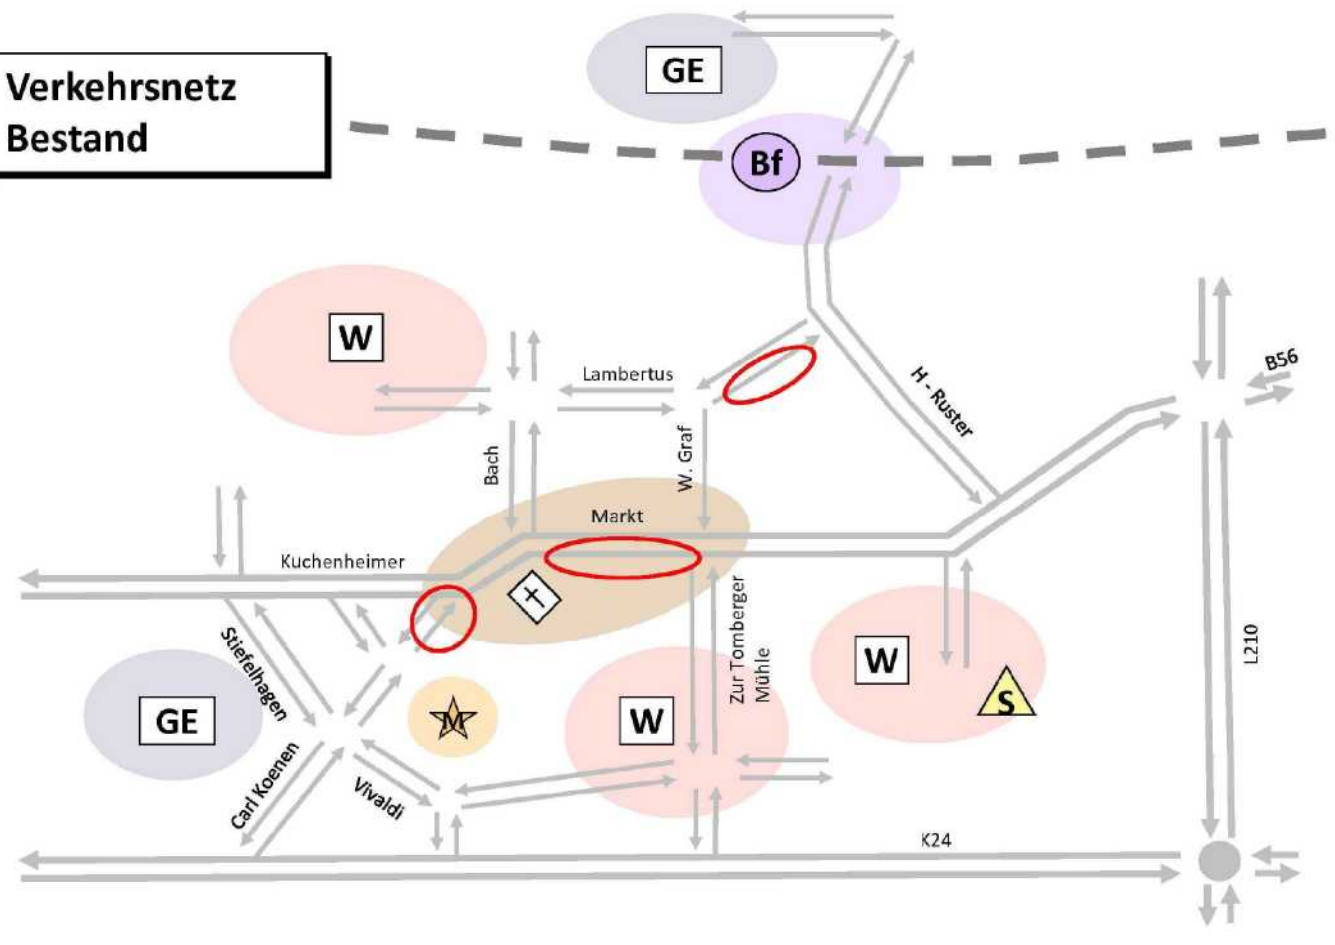 Verkehrsnetz
Bestand
GE
Bf
W
Lambertus
H - Ruster
B56
Bach
W. Graf
Markt
Kuchenheimer
Stiefelhagen
Zur Tomberger
Mühle
W
S
L210
GE
M
W
Carl Koenen
Vivaldi
K24